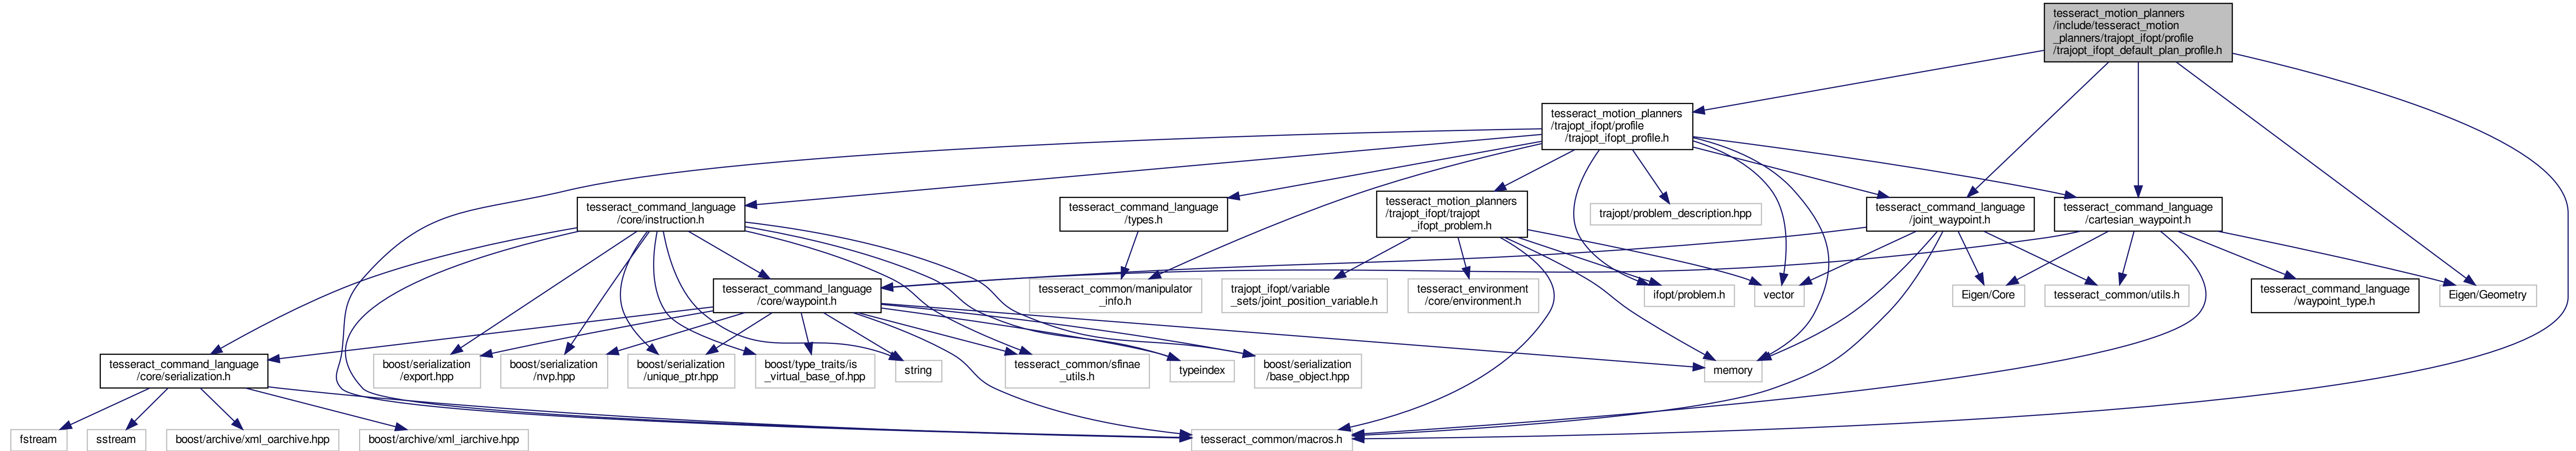 tesseract_motion_planners
/include/tesseract_motion
_planners/trajopt_ifopt/profile
/trajopt_ifopt_default_plan_profile.h
tesseract_motion_planners
/trajopt_ifopt/profile
/trajopt_ifopt_profile.h
tesseract_command_language
/core/instruction.h
tesseract_command_language
/types.h
tesseract_motion_planners
/trajopt_ifopt/trajopt
_ifopt_problem.h
trajopt/problem_description.hpp
tesseract_command_language
/joint_waypoint.h
tesseract_command_language
/cartesian_waypoint.h
tesseract_command_language
/core/waypoint.h
tesseract_common/manipulator
_info.h
trajopt_ifopt/variable
_sets/joint_position_variable.h
tesseract_environment
/core/environment.h
ifopt/problem.h
vector
Eigen/Core
tesseract_common/utils.h
tesseract_command_language
/waypoint_type.h
Eigen/Geometry
tesseract_command_language
/core/serialization.h
boost/serialization
/export.hpp
boost/serialization
/nvp.hpp
boost/serialization
/unique_ptr.hpp
boost/type_traits/is
_virtual_base_of.hpp
string
tesseract_common/sfinae
_utils.h
typeindex
boost/serialization
/base_object.hpp
memory
fstream
sstream
boost/archive/xml_oarchive.hpp
boost/archive/xml_iarchive.hpp
tesseract_common/macros.h